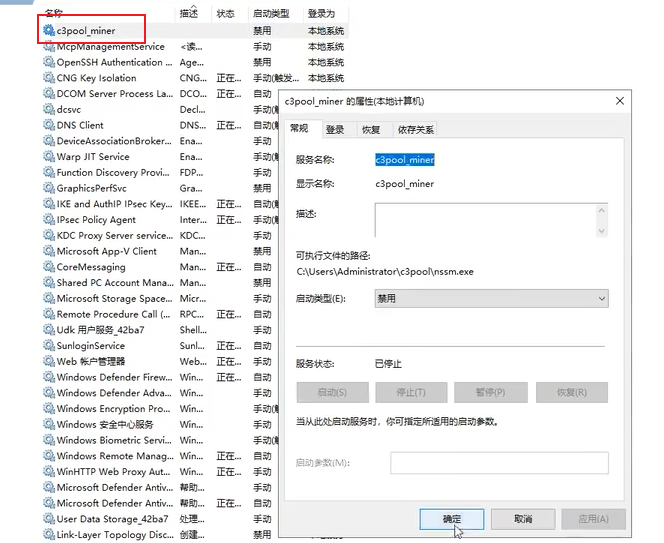 名称 描述 状态 启动类型 登录为
c3pool_miner 禁用 本地系统
McpManagementService <读... 手动 本地系统
OpenSSH Authentication ... Age... 禁用 本地系统
CNG Key Isolation CNG... 正在... 手动(触发... 本地系统
DCOM Server Process La... DCO... 正在... 自动 本地系统
dcsvc Decl... 手动(触
DNS Client DNS... 正在... 自动(触
DeviceAssociationBroker... Ena... 手动
Warp JIT Service Ena... 手动(触
Function Discovery Provi... FDP... 手动
GraphicsPerfSvc Gra... 禁用
IKE and AuthIP IPsec Key... IKEE... 正在... 自动(触
IPsec Policy Agent Inter... 正在... 手动(触
KDC Proxy Server service... KDC... 手动
Microsoft App-V Client Man... 禁用
CoreMessaging Man... 正在... 自动
Shared PC Account Mana... Man... 禁用
Microsoft Storage Space... Man... 手动
Remote Procedure Call (... RPC... 正在... 自动
Udk 用户服务_42ba7 Shell... 手动
SunloginService 正在... 自动
Web 帐户管理器 正在... 手动
Windows Defender Firew... Win... 正在... 自动
Windows Defender Adva... Win... 手动
Windows Encryption Pro... Win... 手动(触
Windows 安全中心服务 Win... 手动
Windows Biometric Servi... Win... 手动(触
Windows Remote Manag... Win... 正在... 自动
WinHTTP Web Proxy Aut... Win... 正在... 手动
Microsoft Defender Antiv... 帮助... 手动
Microsoft Defender Antiv... 帮助... 正在... 自动
User Data Storage_42ba7 处理... 手动
Link-Layer Topology Disc... 创建... 手动
c3pool_miner 的属性(本地计算机)
常规 登录 恢复 依存关系
服务名称: c3pool_miner
显示名称: c3pool_miner
描述:
可执行文件的路径:
C:\Users\Administrator\c3pool\nssm.exe
启动类型(E): 禁用
服务状态: 已停止
启动(S) 停止(T) 暂停(P) 恢复(R)
当从此处启动服务时，你可指定所适用的启动参数。
启动参数(M):
确定 取消 应用(A)